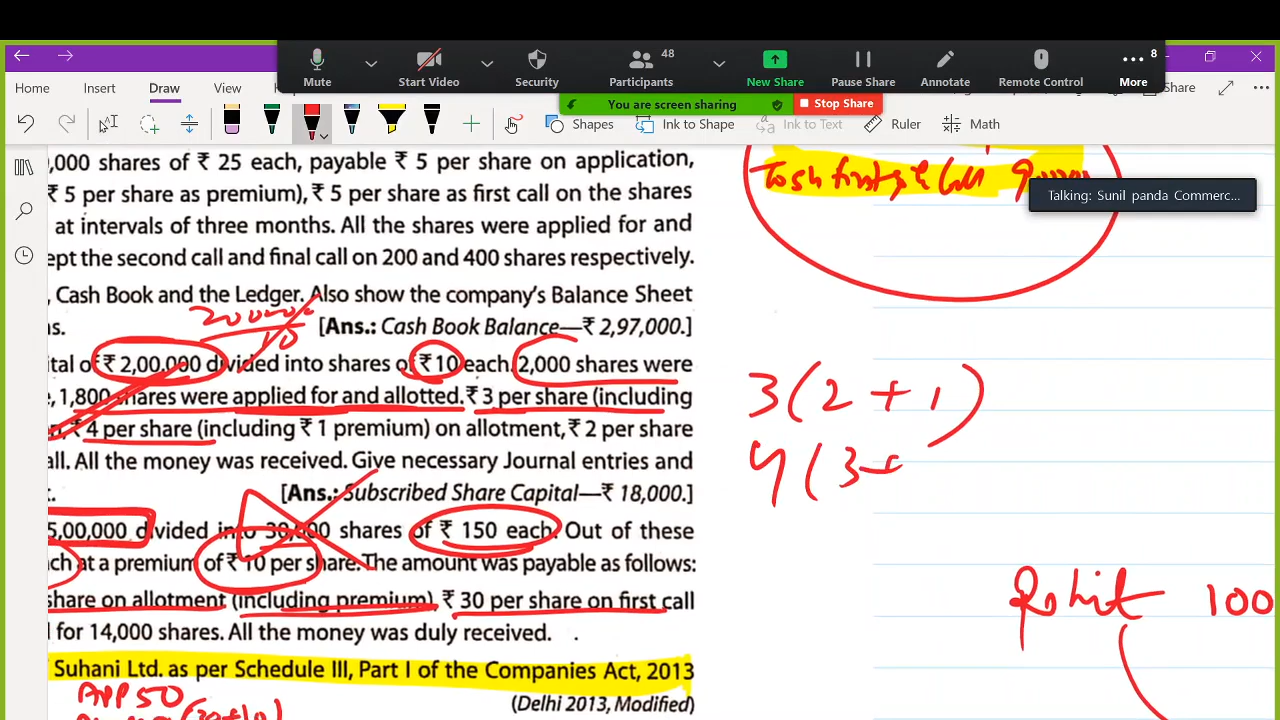 48
8
Mute
Start Video
Security
Participants
New Share
Pause Share
Annotate
Remote Control
More
You are screen sharing
Stop Share
Home
Insert
Draw
View
Share
Shapes
Ink to Shape
Ink to Text
Ruler
Math
Talking: Sunil panda Commerc...
,000 shares of ₹ 25 each, payable ₹ 5 per share on application,
₹ 5 per share as premium), ₹ 5 per share as first call on the shares
at intervals of three months. All the shares were applied for and
ept the second call and final call on 200 and 400 shares respectively.
, Cash Book and the Ledger. Also show the company's Balance Sheet
ns. [Ans.: Cash Book Balance—₹ 2,97,000.]
10
ital of ₹ 2,00,000 divided into shares of ₹ 10 each. 2,000 shares were
e, 1,800 shares were applied for and allotted. ₹ 3 per share (including
n, ₹ 4 per share (including ₹ 1 premium) on allotment, ₹ 2 per share
all. All the money was received. Give necessary Journal entries and
t. [Ans.: Subscribed Share Capital—₹ 18,000.]
5,00,000 divided into 30,000 shares of ₹ 150 each. Out of these
ch at a premium of ₹ 10 per share. The amount was payable as follows:
share on allotment (including premium), ₹ 30 per share on first call
for 14,000 shares. All the money was duly received.
Suhani Ltd. as per Schedule III, Part I of the Companies Act, 2013
(Delhi 2013, Modified)
APP 50
3 (2 + 1)
4 (3 +
Rohit 100